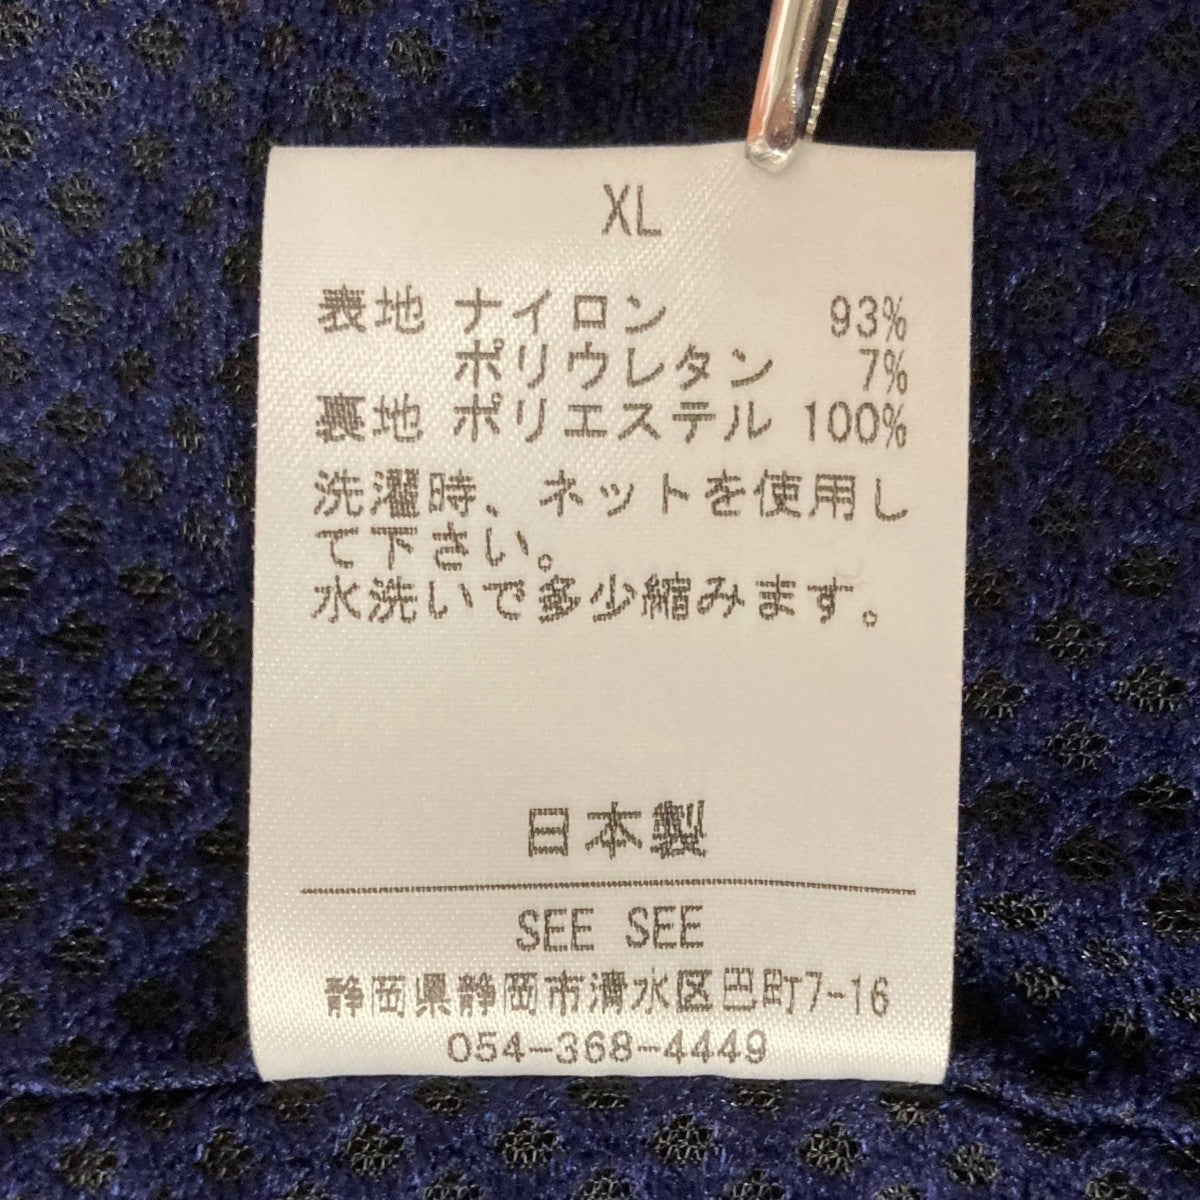 XL
表地 ナイロン 93%
ポリウレタン 7%
裏地 ポリエステル 100%
洗濯時、ネットを使用し
て下さい。
水洗いで多少縮みます。
日本製
SEE SEE
静岡県静岡市清水区巴町7-16
054-368-4449